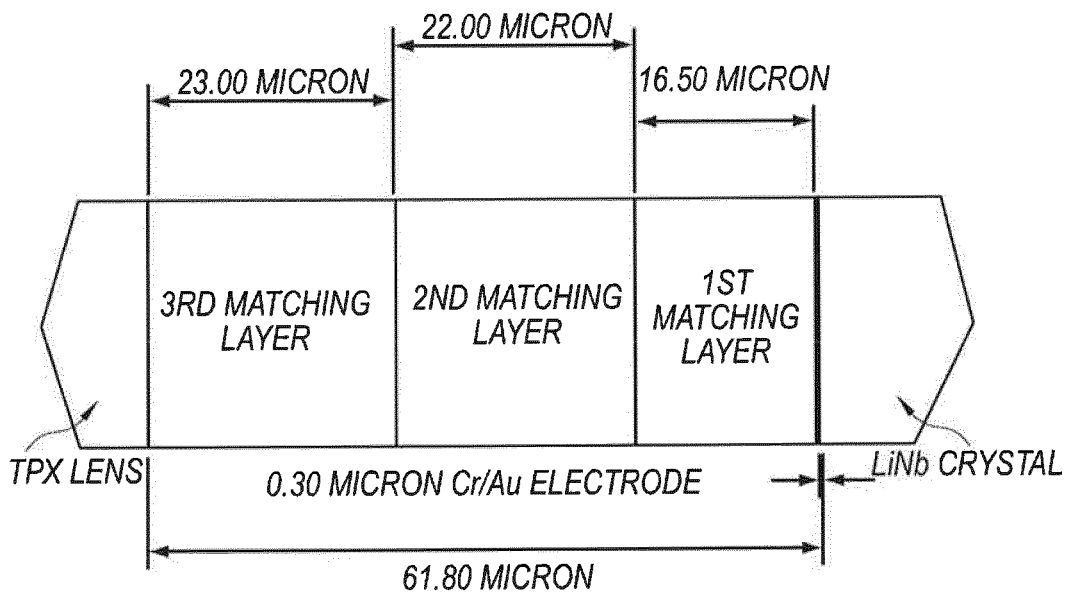 22.00 MICRON
23.00 MICRON
16.50 MICRON
3RD MATCHING
LAYER
2ND MATCHING
LAYER
1ST
MATCHING
LAYER
TPX LENS
0.30 MICRON Cr/Au ELECTRODE
LiNb CRYSTAL
61.80 MICRON